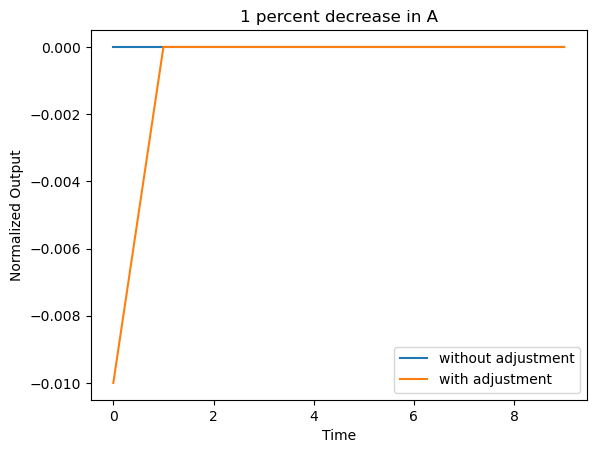 1 percent decrease in A
Normalized Output
0.000
−0.002
−0.004
−0.006
−0.008
−0.010
without adjustment
with adjustment
0 2 4 6 8
Time